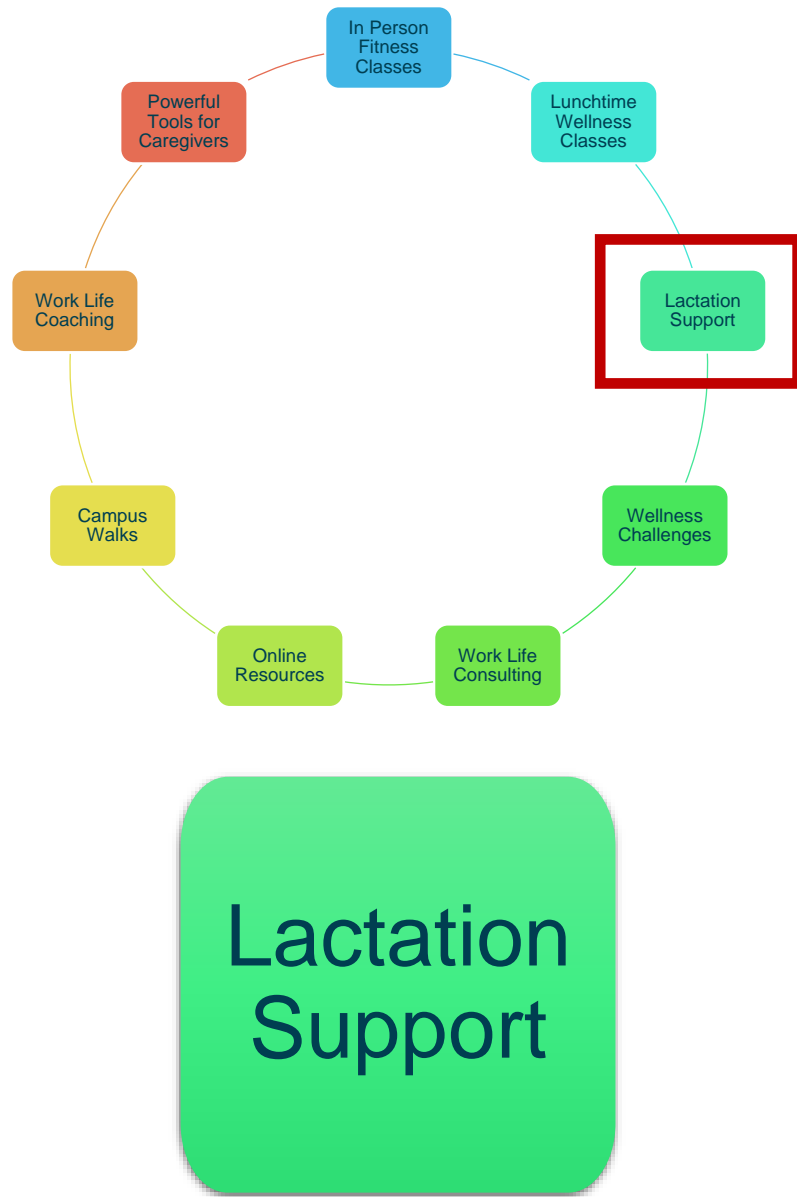 In Person
Fitness
Classes
Lunchtime
Wellness
Classes
Lactation
Support
Wellness
Challenges
Work Life
Consulting
Online
Resources
Campus
Walks
Work Life
Coaching
Powerful
Tools for
Caregivers
Lactation
Support